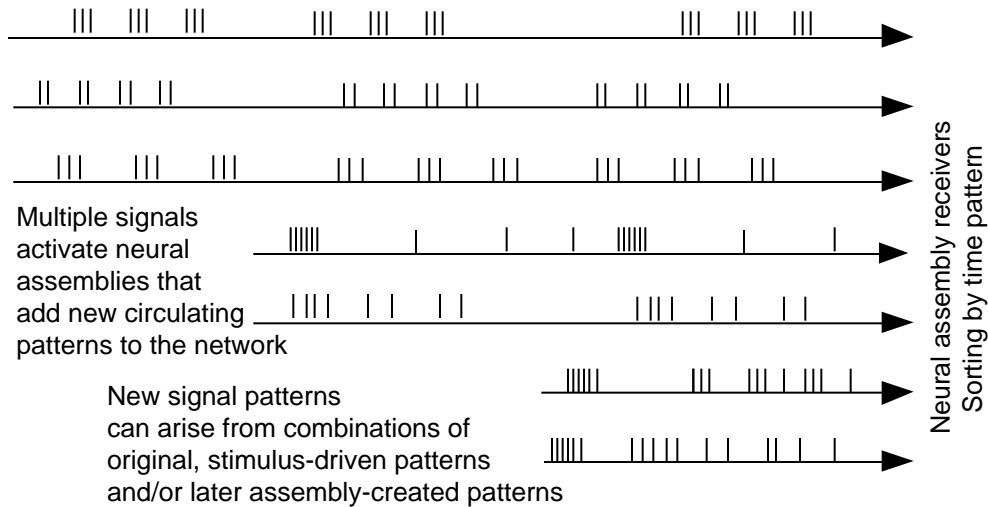 Multiple signals
activate neural
assemblies that
add new circulating
patterns to the network
New signal patterns
can arise from combinations of
original, stimulus-driven patterns
and/or later assembly-created patterns
Neural assembly receivers
Sorting by time pattern